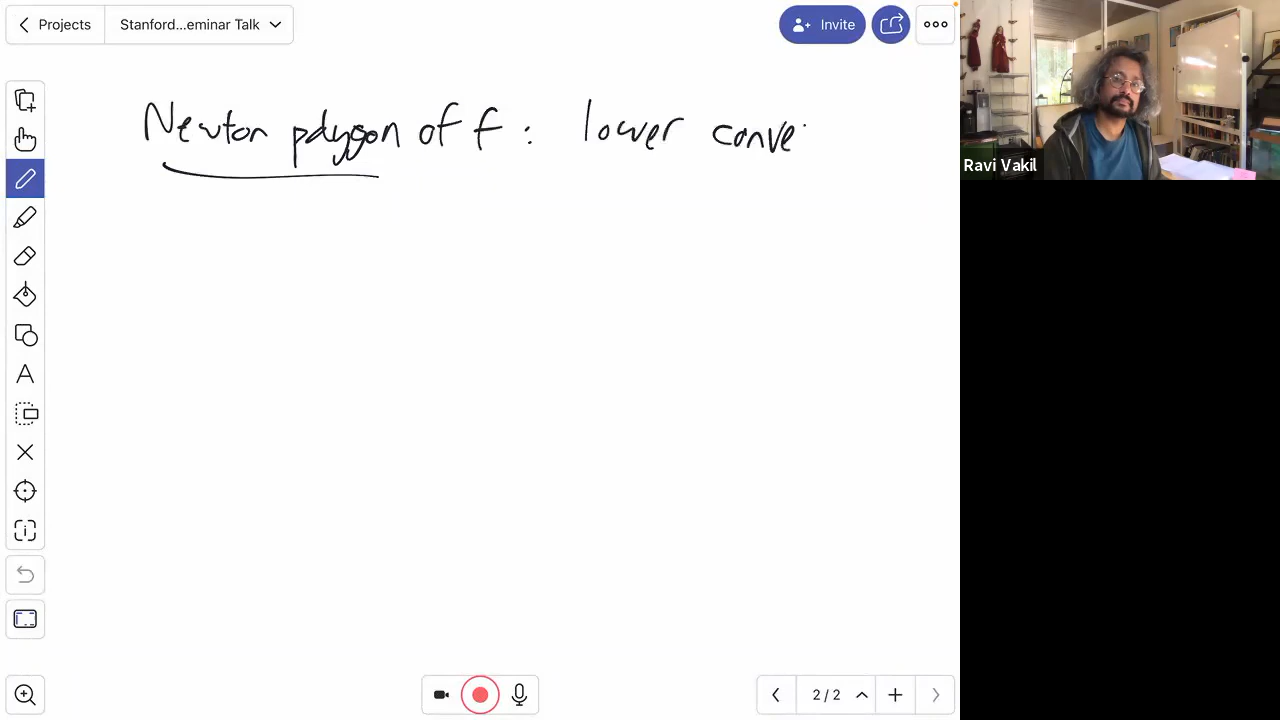 Projects
Stanford...eminar Talk
Invite
Newton polygon of f : lower conve
Ravi Vakil
A
2 / 2